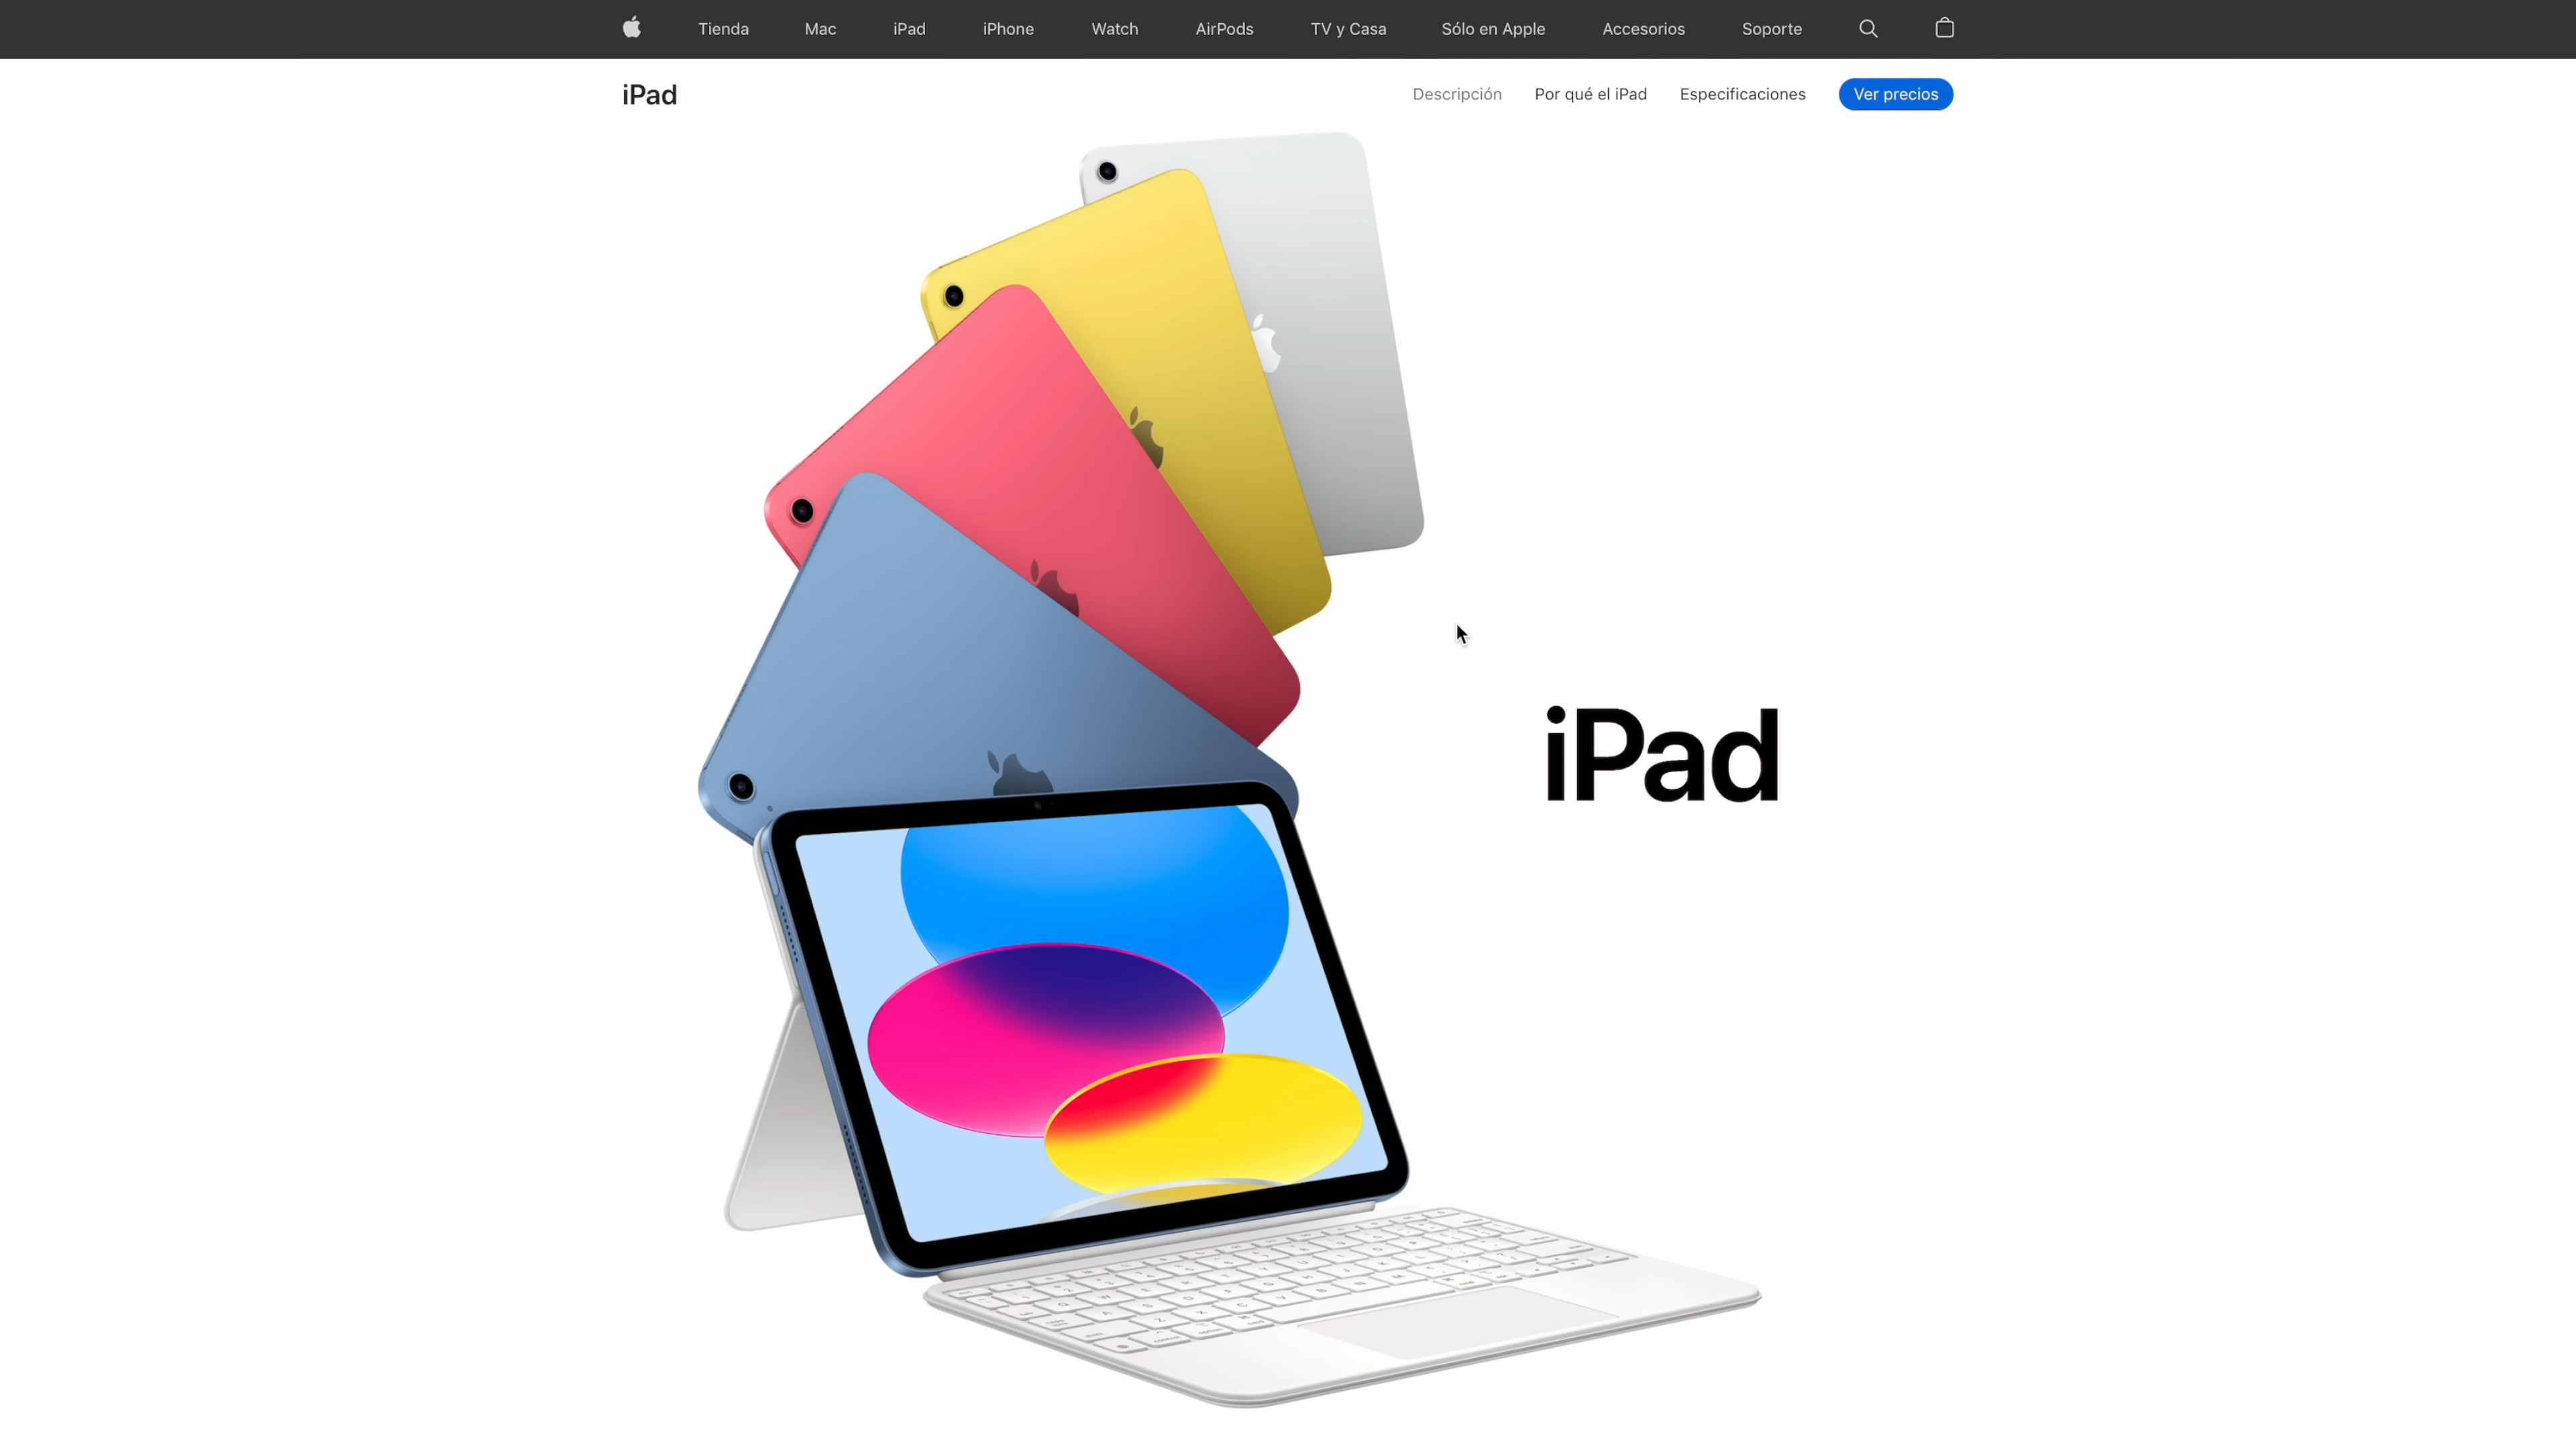 Tienda Mac iPad iPhone Watch AirPods TV y Casa Sólo en Apple Accesorios Soporte
iPad Descripción Por qué el iPad Especificaciones Ver precios
iPad